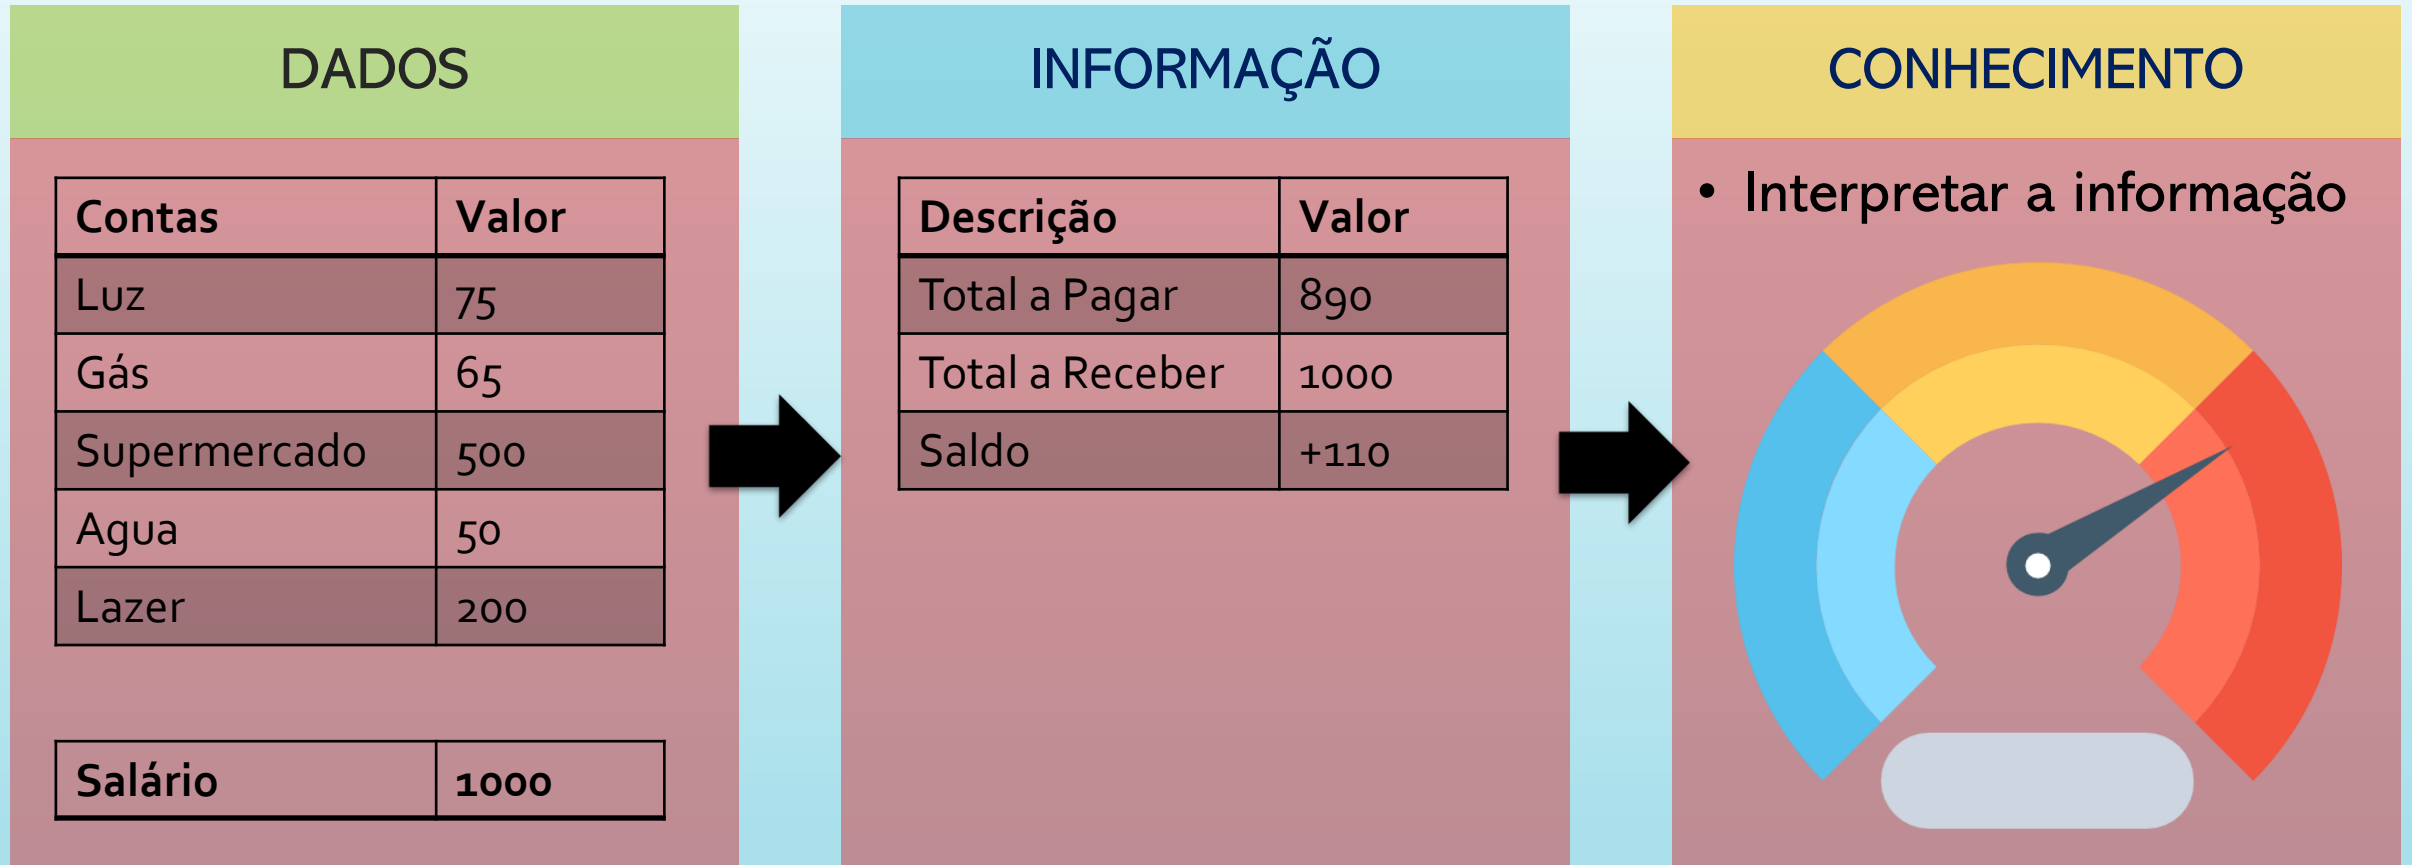 DADOS
Contas Valor
Luz 75
Gás 65
Supermercado 500
Agua 50
Lazer 200
Salário 1000
INFORMAÇÃO
Descrição Valor
Total a Pagar 890
Total a Receber 1000
Saldo +110
CONHECIMENTO
• Interpretar a informação